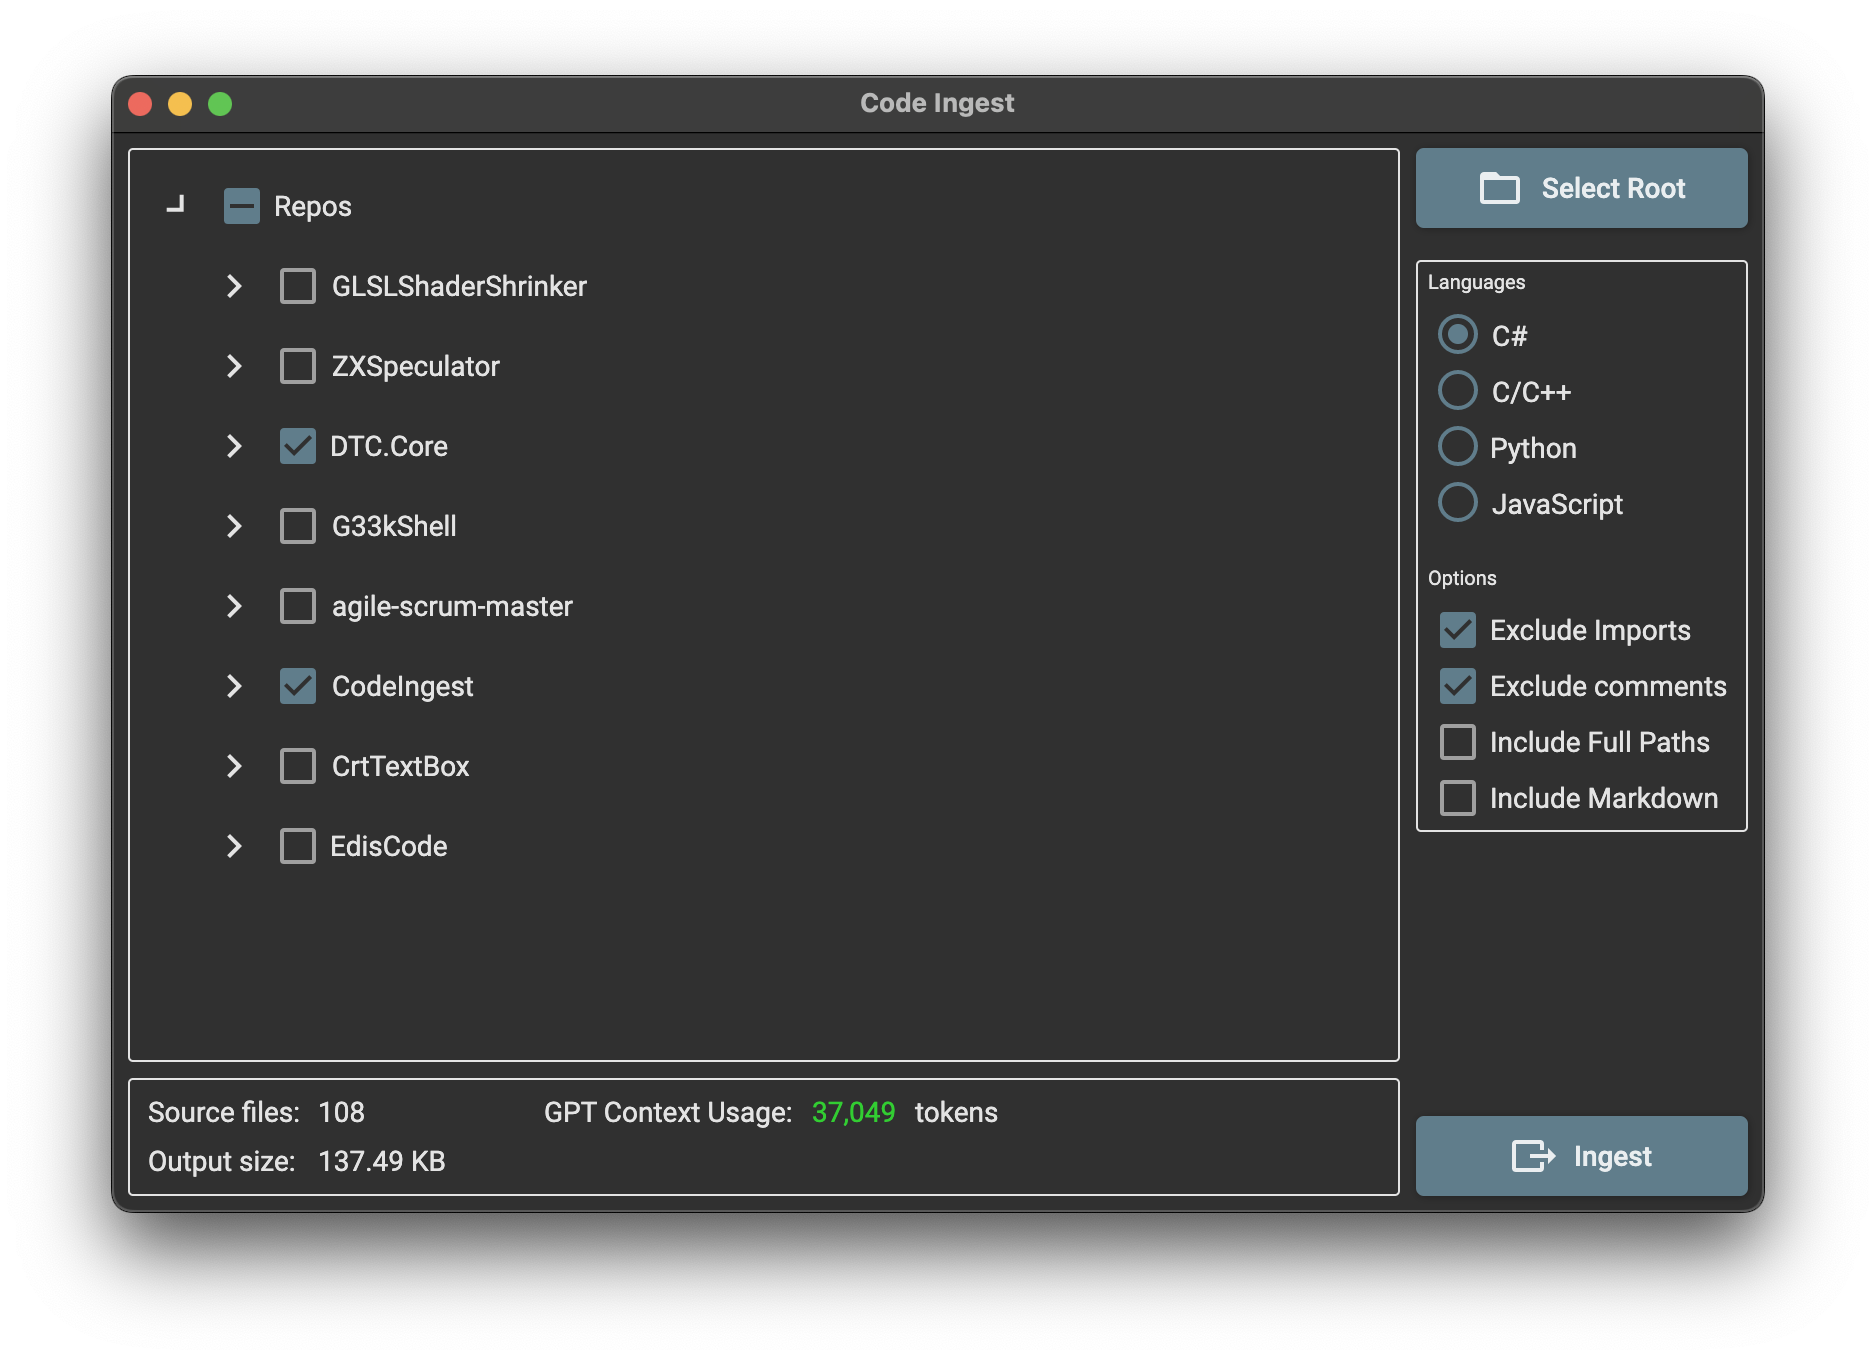 Code Ingest
Repos
GLSLShaderShrinker
ZXSpeculator
DTC.Core
G33kShell
agile-scrum-master
CodeIngest
CrtTextBox
EdisCode
Source files: 108 GPT Context Usage: 37,049 tokens
Output size: 137.49 KB
Select Root
Languages
C#
C/C++
Python
JavaScript
Options
Exclude Imports
Exclude comments
Include Full Paths
Include Markdown
Ingest